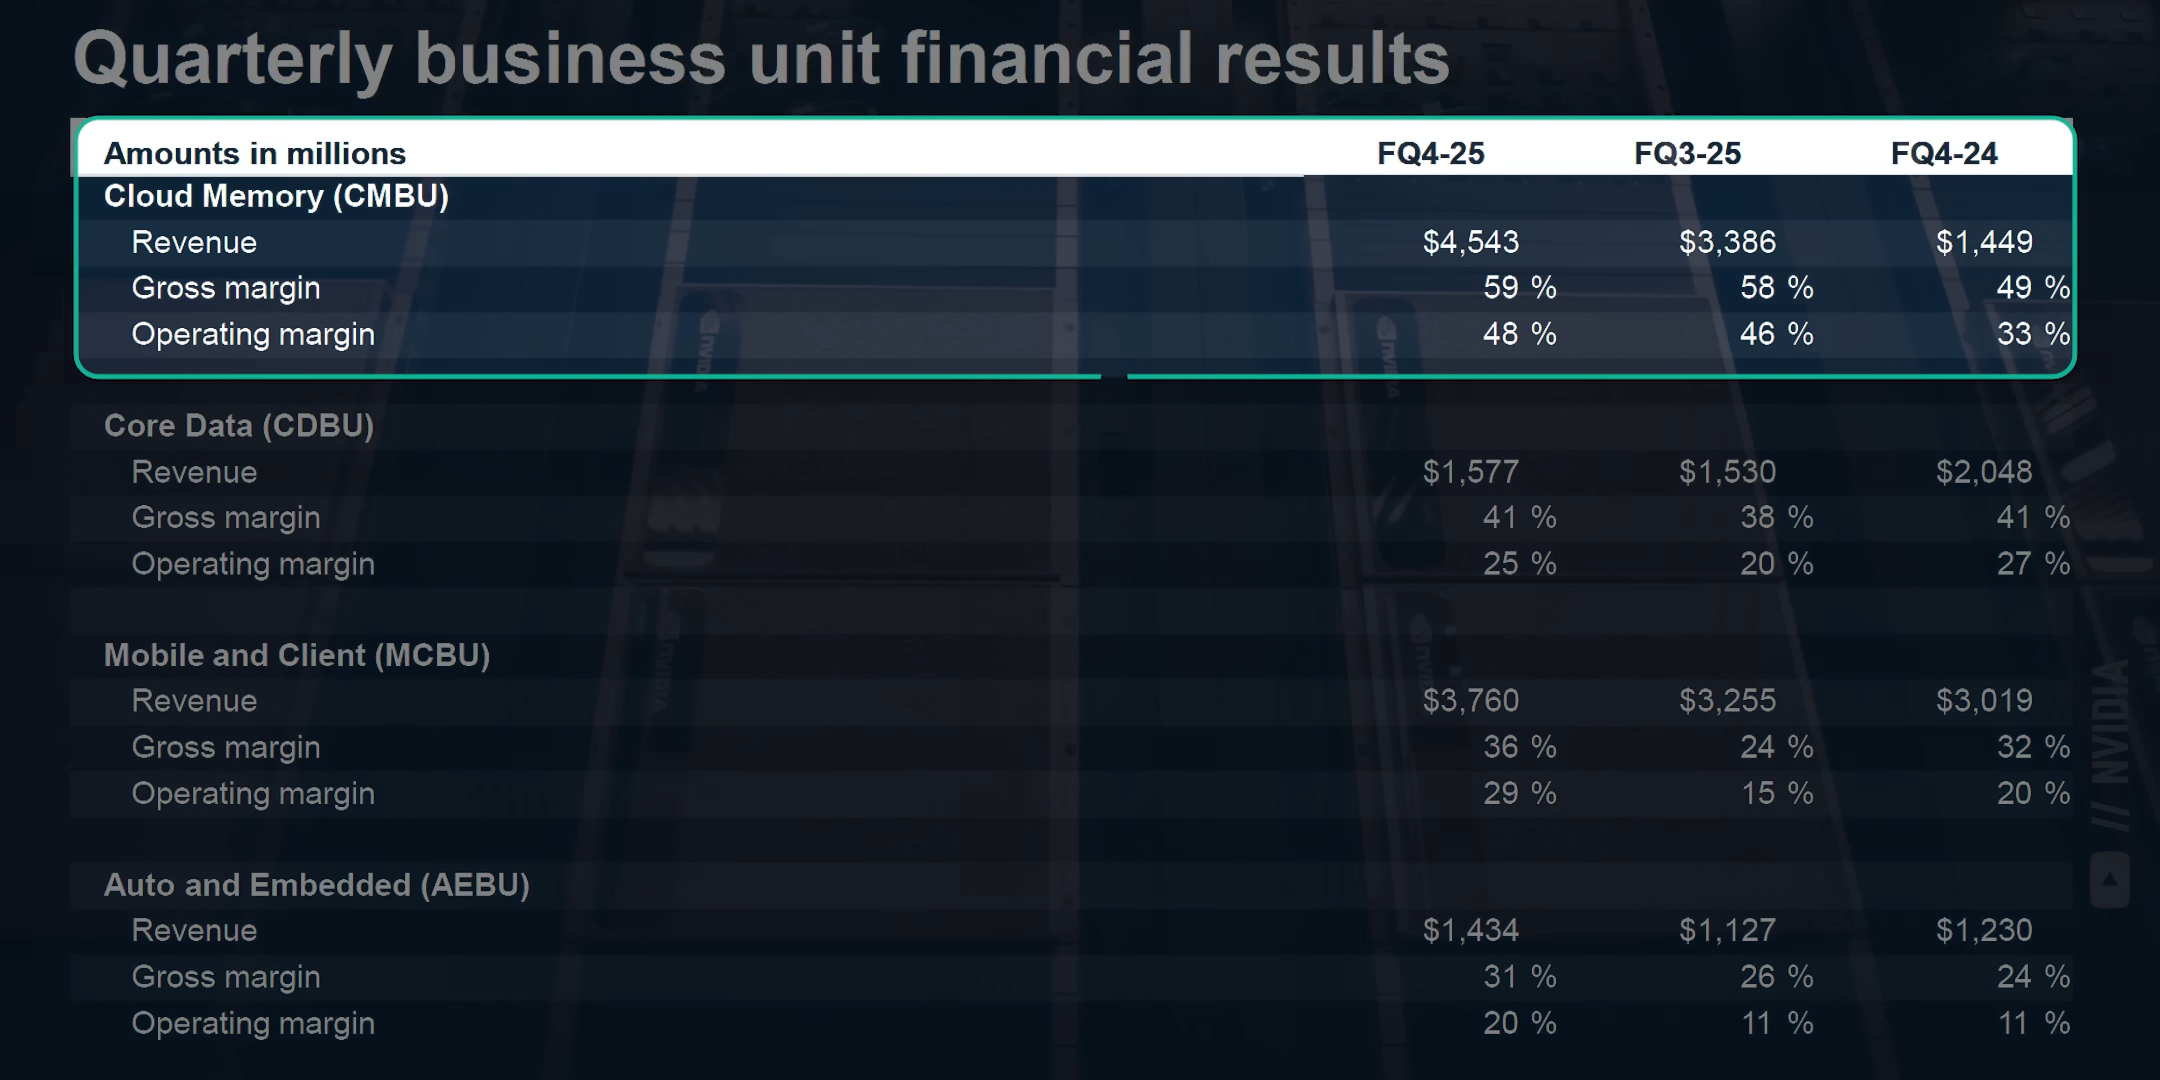 Quarterly business unit financial results
Amounts in millions FQ4-25 FQ3-25 FQ4-24
Cloud Memory (CMBU)
Revenue $4,543 $3,386 $1,449
Gross margin 59 % 58 % 49 %
Operating margin 48 % 46 % 33 %
Core Data (CDBU)
Revenue $1,577 $1,530 $2,048
Gross margin 41 % 38 % 41 %
Operating margin 25 % 20 % 27 %
Mobile and Client (MCBU)
Revenue $3,760 $3,255 $3,019
Gross margin 36 % 24 % 32 %
Operating margin 29 % 15 % 20 %
Auto and Embedded (AEBU)
Revenue $1,434 $1,127 $1,230
Gross margin 31 % 26 % 24 %
Operating margin 20 % 11 % 11 %
// NVIDIA
nVIDIA
nVIDIA
nVIDIA